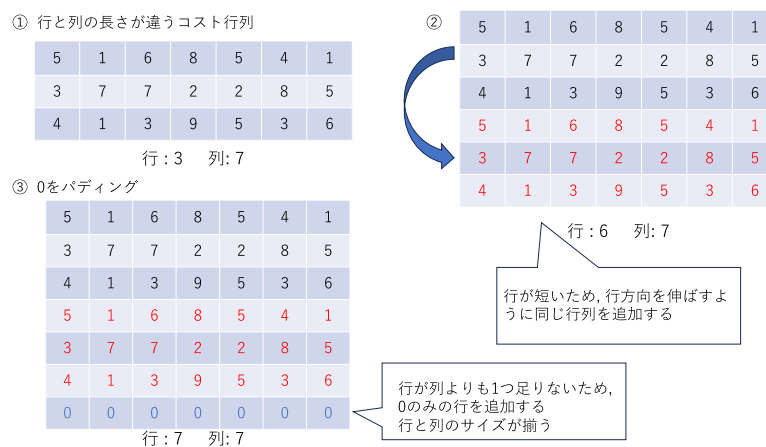 ① 行と列の長さが違うコスト行列
5 1 6 8 5 4 1
3 7 7 2 2 8 5
4 1 3 9 5 3 6
行 : 3 列: 7
②
5 1 6 8 5 4 1
3 7 7 2 2 8 5
4 1 3 9 5 3 6
5 1 6 8 5 4 1
3 7 7 2 2 8 5
4 1 3 9 5 3 6
行 : 6 列: 7
行が短いため, 行方向を伸ばすよ
うに同じ行列を追加する
③ 0をパディング
5 1 6 8 5 4 1
3 7 7 2 2 8 5
4 1 3 9 5 3 6
5 1 6 8 5 4 1
3 7 7 2 2 8 5
4 1 3 9 5 3 6
0 0 0 0 0 0 0
行 : 7 列: 7
行が列よりも1つ足りないため,
0のみの行を追加する
行と列のサイズが揃う